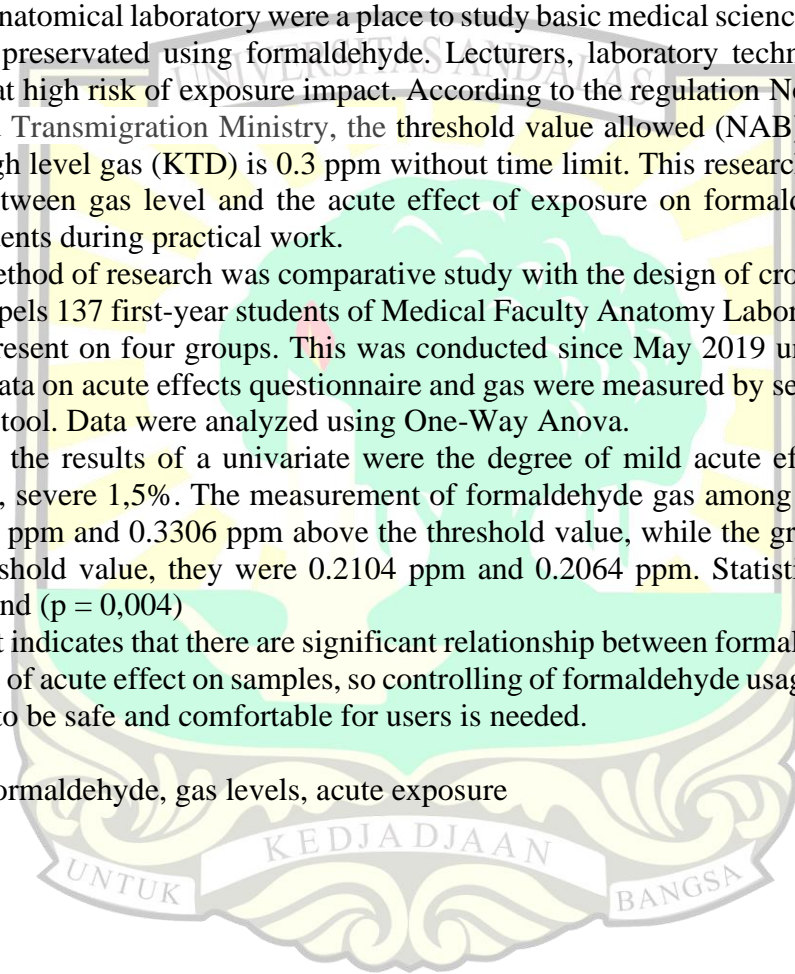 natomical laboratory were a place to study basic medical scienc
preservated using formaldehyde. Lecturers, laboratory techn
at high risk of exposure impact. According to the regulation No
Transmigration Ministry, the threshold value allowed (NAB)
gh level gas (KTD) is 0.3 ppm without time limit. This research
tween gas level and the acute effect of exposure on formald
ents during practical work.
ethod of research was comparative study with the design of cro
pels 137 first-year students of Medical Faculty Anatomy Labor
resent on four groups. This was conducted since May 2019 u
ata on acute effects questionnaire and gas were measured by se
tool. Data were analyzed using One-Way Anova.
the results of a univariate were the degree of mild acute ef
, severe 1,5%. The measurement of formaldehyde gas among
ppm and 0.3306 ppm above the threshold value, while the gr
shold value, they were 0.2104 ppm and 0.2064 ppm. Statisti
nd (p = 0,004)
t indicates that there are significant relationship between formal
of acute effect on samples, so controlling of formaldehyde usag
to be safe and comfortable for users is needed.
ormaldehyde, gas levels, acute exposure
UNIVERSITAS ANDALAS
KEDJADJAAN
UNTUK
BANGSA